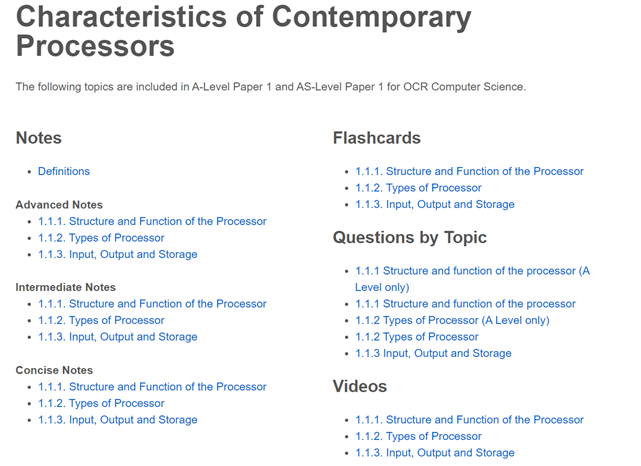 Characteristics of Contemporary
Processors
The following topics are included in A-Level Paper 1 and AS-Level Paper 1 for OCR Computer Science.
Notes
Definitions
Advanced Notes
1.1.1. Structure and Function of the Processor
1.1.2. Types of Processor
1.1.3. Input, Output and Storage
Intermediate Notes
1.1.1. Structure and Function of the Processor
1.1.2. Types of Processor
1.1.3. Input, Output and Storage
Concise Notes
1.1.1. Structure and Function of the Processor
1.1.2. Types of Processor
1.1.3. Input, Output and Storage
Flashcards
1.1.1. Structure and Function of the Processor
1.1.2. Types of Processor
1.1.3. Input, Output and Storage
Questions by Topic
1.1.1 Structure and function of the processor (A
Level only)
1.1.1 Structure and function of the processor
1.1.2 Types of Processor (A Level only)
1.1.2 Types of Processor
1.1.3 Input, Output and Storage
Videos
1.1.1. Structure and Function of the Processor
1.1.2. Types of Processor
1.1.3. Input, Output and Storage